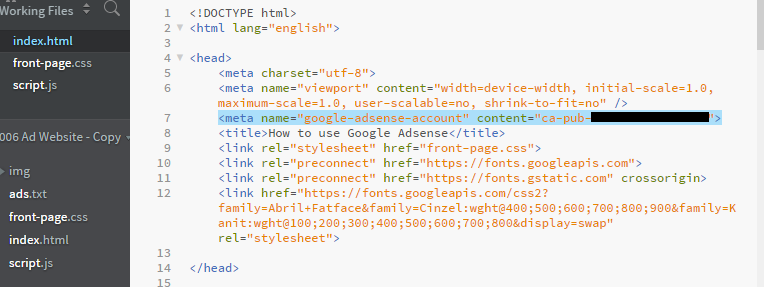 Working Files
index.html
front-page.css
script.js
006 Ad Website - Copy
img
ads.txt
front-page.css
index.html
script.js
1 <!DOCTYPE html>
2 <html lang="english">
3
4 <head>
5 <meta charset="utf-8">
6 <meta name="viewport" content="width=device-width, initial-scale=1.0,
maximum-scale=1.0, user-scalable=no, shrink-to-fit=no" />
7 <meta name="google-adsense-account" content="ca-pub-">
8 <title>How to use Google Adsense</title>
9 <link rel="stylesheet" href="front-page.css">
10 <link rel="preconnect" href="https://fonts.googleapis.com">
11 <link rel="preconnect" href="https://fonts.gstatic.com" crossorigin>
12 <link href="https://fonts.googleapis.com/css2?
family=Abril+Fatface&family=Cinzel:wght@400;500;600;700;800;900&family=K
anit:wght@100;200;300;400;500;600;700;800&display=swap"
rel="stylesheet">
13
14 </head>
15